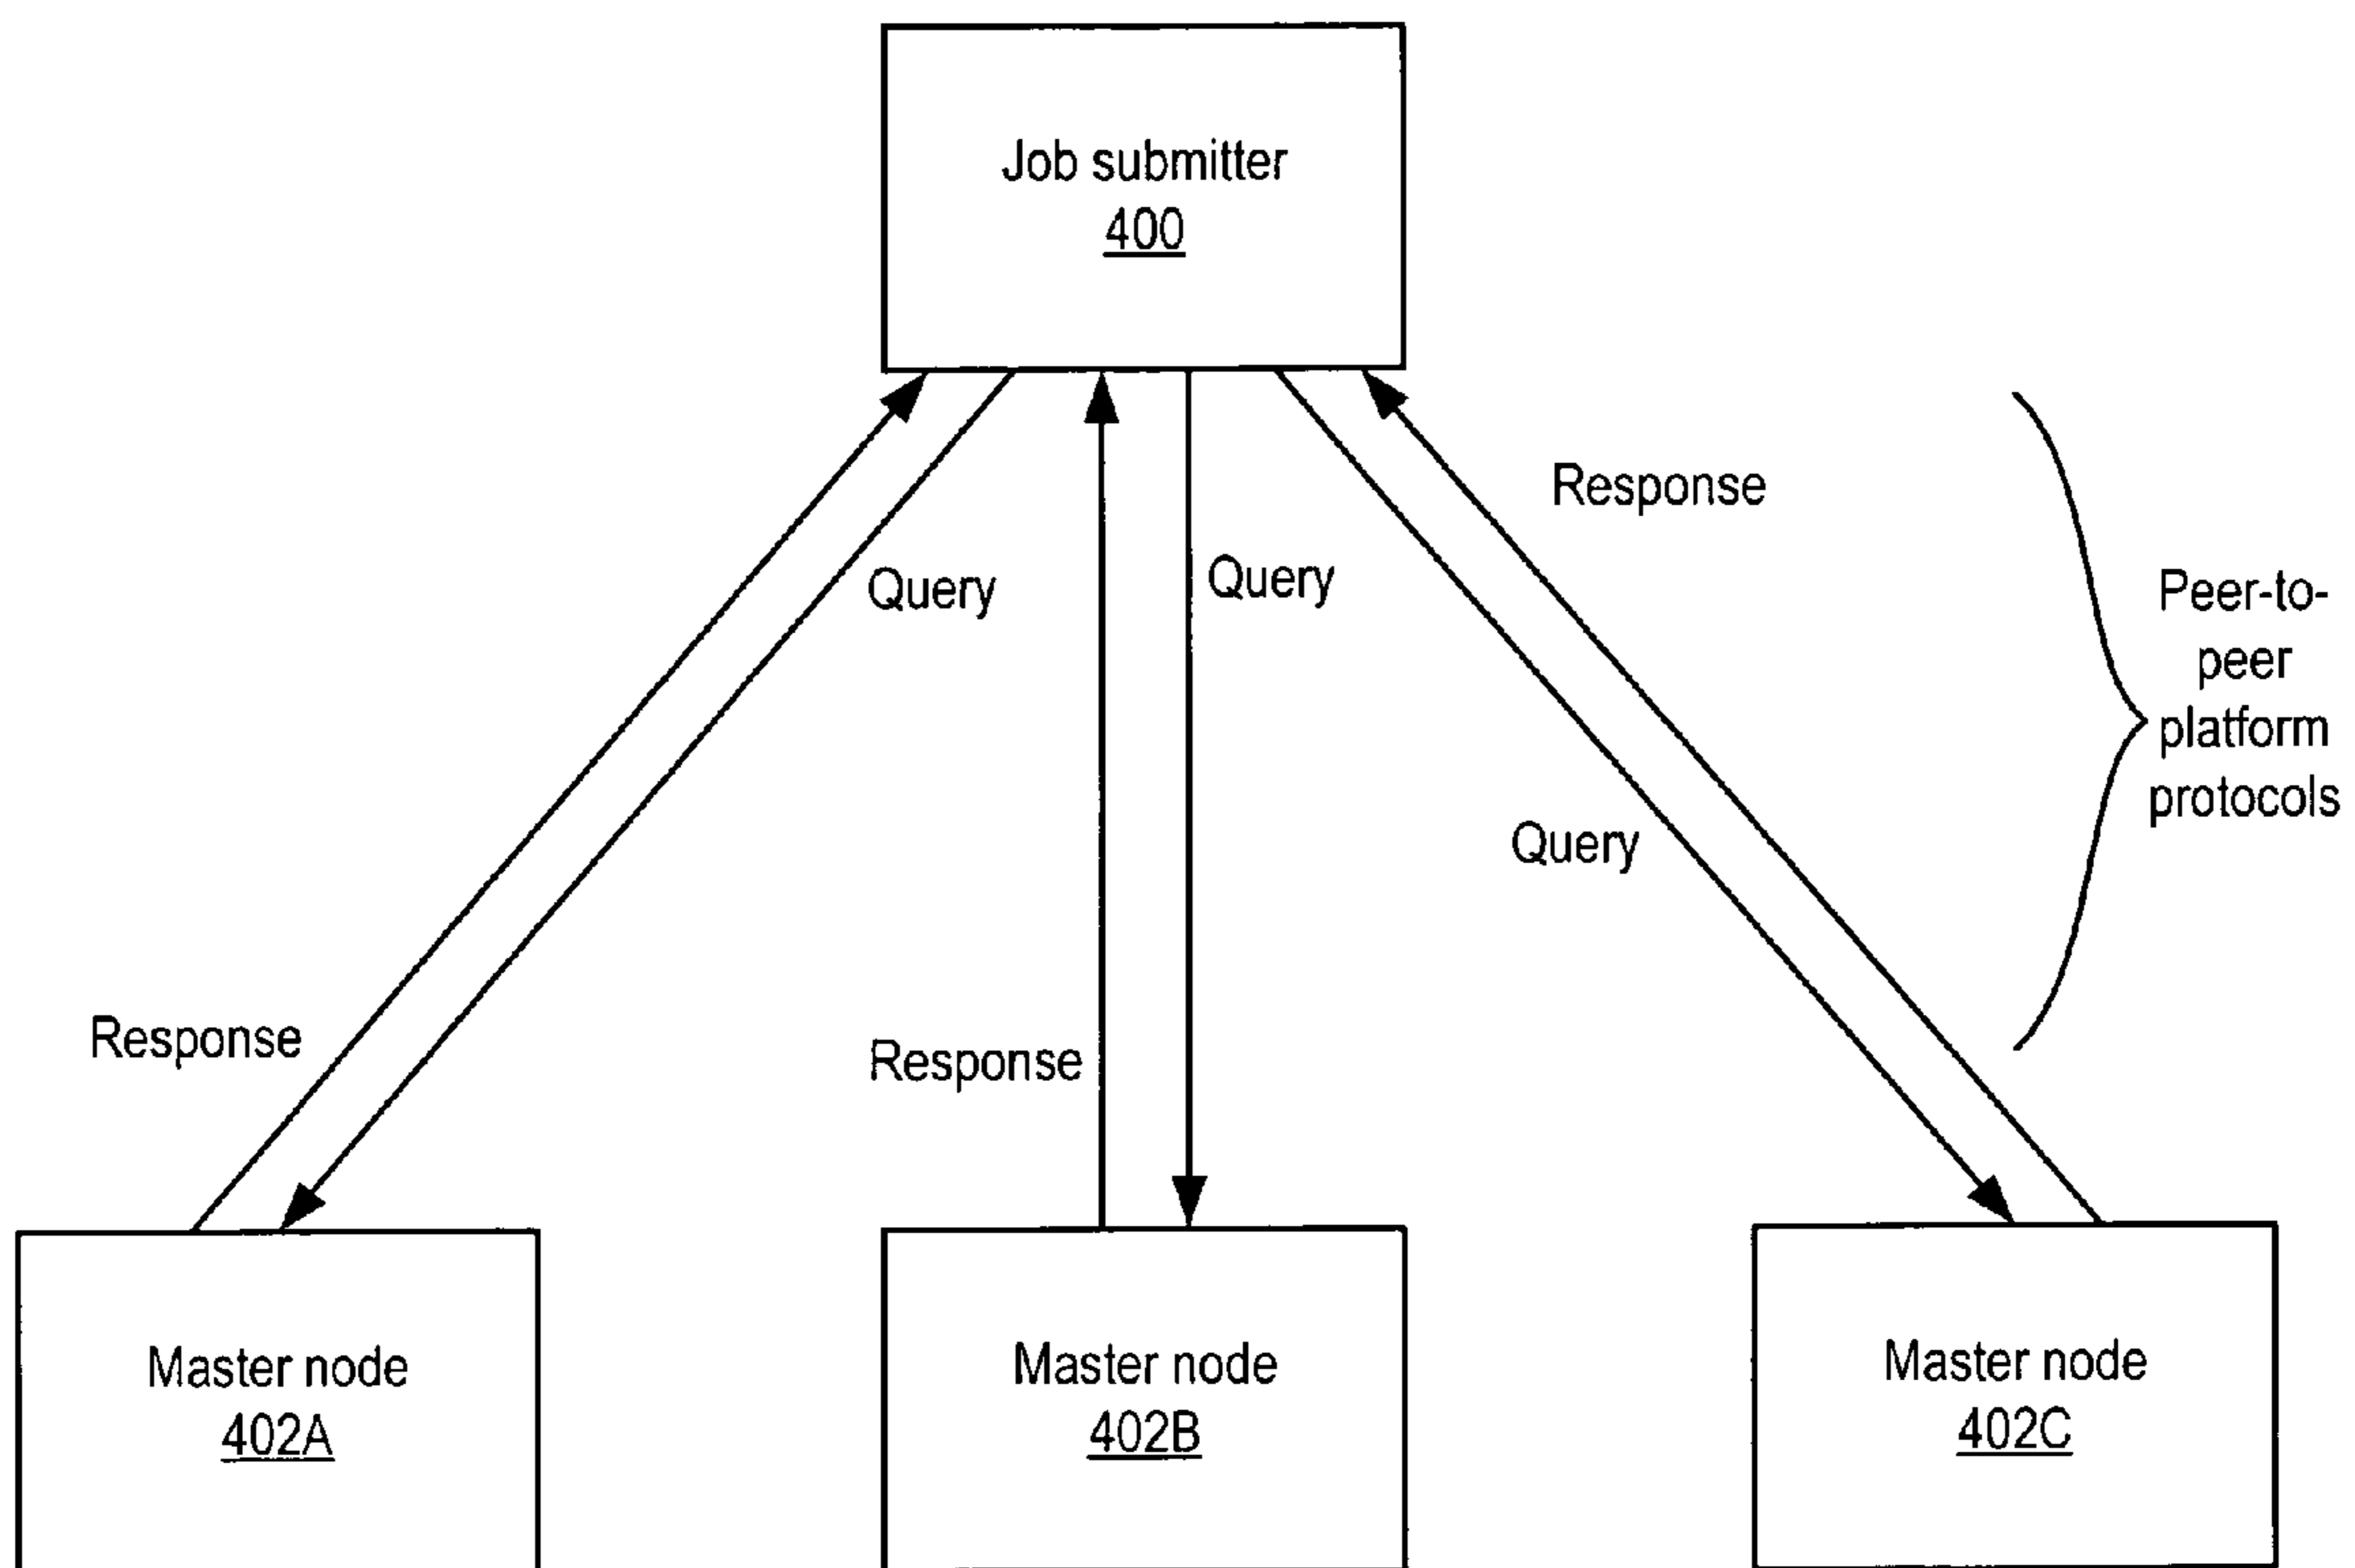 Job submitter
400
Response
Query
Query
Peer-to-
peer
platform
protocols
Query
Response
Response
Master node
402A
Master node
402B
Master node
402C